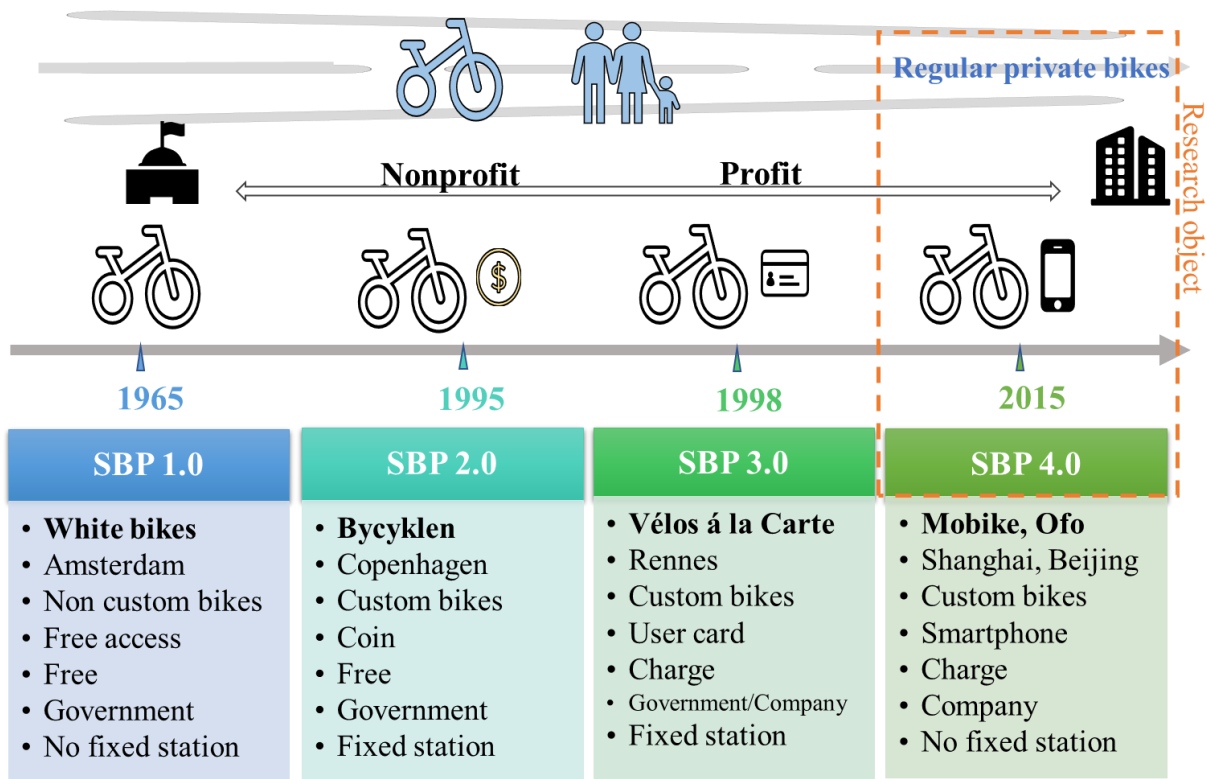 Regular private bikes
Research object
Nonprofit
Profit
$
1965
1995
1998
2015
SBP 1.0
• White bikes
• Amsterdam
• Non custom bikes
• Free access
• Free
• Government
• No fixed station
SBP 2.0
• Bycyklen
• Copenhagen
• Custom bikes
• Coin
• Free
• Government
• Fixed station
SBP 3.0
• Vélos á la Carte
• Rennes
• Custom bikes
• User card
• Charge
• Government/Company
• Fixed station
SBP 4.0
• Mobike, Ofo
• Shanghai, Beijing
• Custom bikes
• Smartphone
• Charge
• Company
• No fixed station